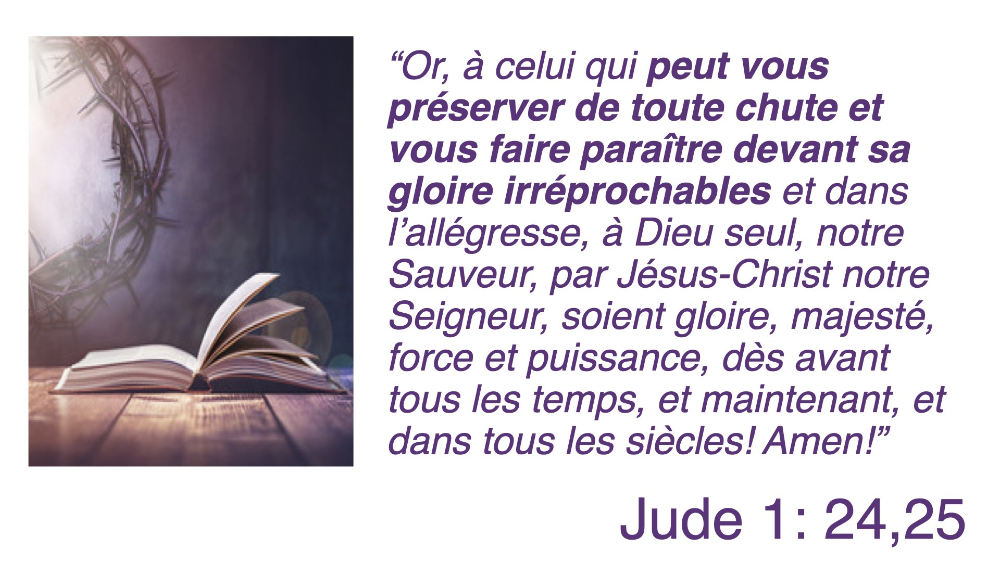 “Or, à celui qui peut vous
préserver de toute chute et
vous faire paraître devant sa
gloire irréprochables et dans
l’allégresse, à Dieu seul, notre
Sauveur, par Jésus-Christ notre
Seigneur, soient gloire, majesté,
force et puissance, dès avant
tous les temps, et maintenant, et
dans tous les siècles! Amen!”
Jude 1: 24,25